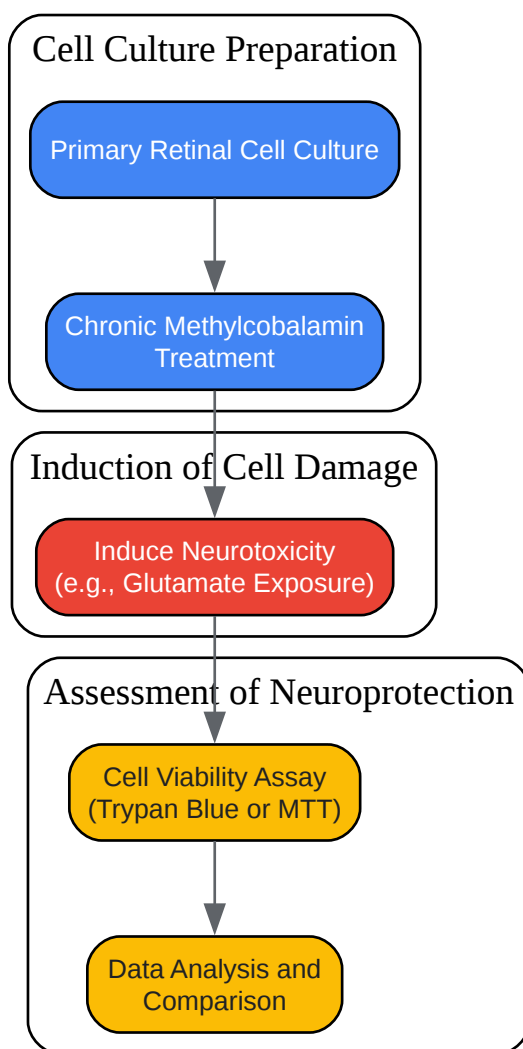 Cell Culture Preparation
Primary Retinal Cell Culture
Chronic Methylcobalamin
Treatment
Induction of Cell Damage
Induce Neurotoxicity
(e.g., Glutamate Exposure)
Assessment of Neuroprotection
Cell Viability Assay
(Trypan Blue or MTT)
Data Analysis and
Comparison